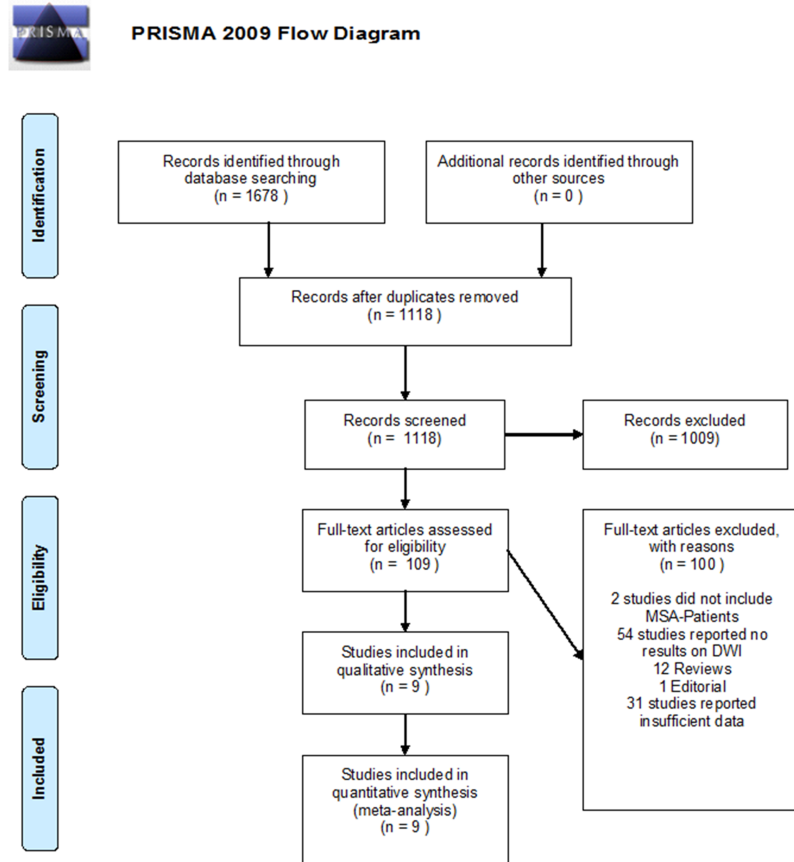 PRISMA
PRISMA 2009 Flow Diagram
Identification
Records identified through
database searching
(n = 1678 )
Additional records identified through
other sources
(n = 0 )
Records after duplicates removed
(n = 1118 )
Screening
Records screened
(n = 1118)
Records excluded
(n = 1009)
Eligibility
Full-text articles assessed
for eligibility
(n = 109 )
Full-text articles excluded,
with reasons
(n = 100 )
2 studies did not include
MSA-Patients
54 studies reported no
results on DWI
12 Reviews
1 Editorial
31 studies reported
insufficient data
Studies included in
qualitative synthesis
(n = 9 )
Included
Studies included in
quantitative synthesis
(meta-analysis)
(n = 9 )